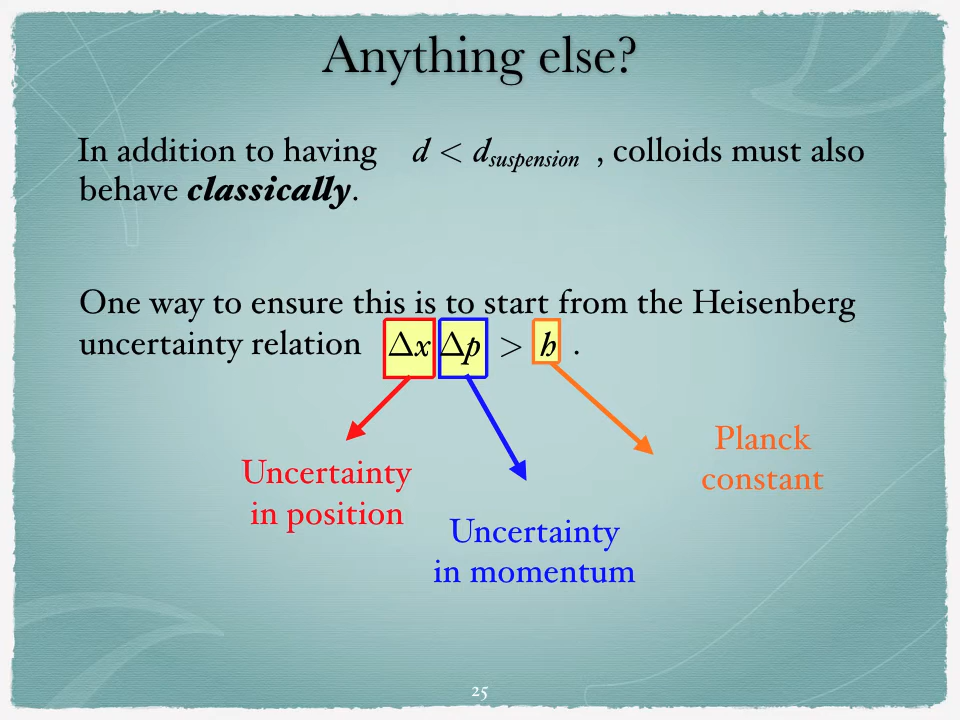 Anything else?
In addition to having d < d_suspension , colloids must also
behave classically.
One way to ensure this is to start from the Heisenberg
uncertainty relation Δx Δp > h .
Planck
constant
Uncertainty
in position
Uncertainty
in momentum
25